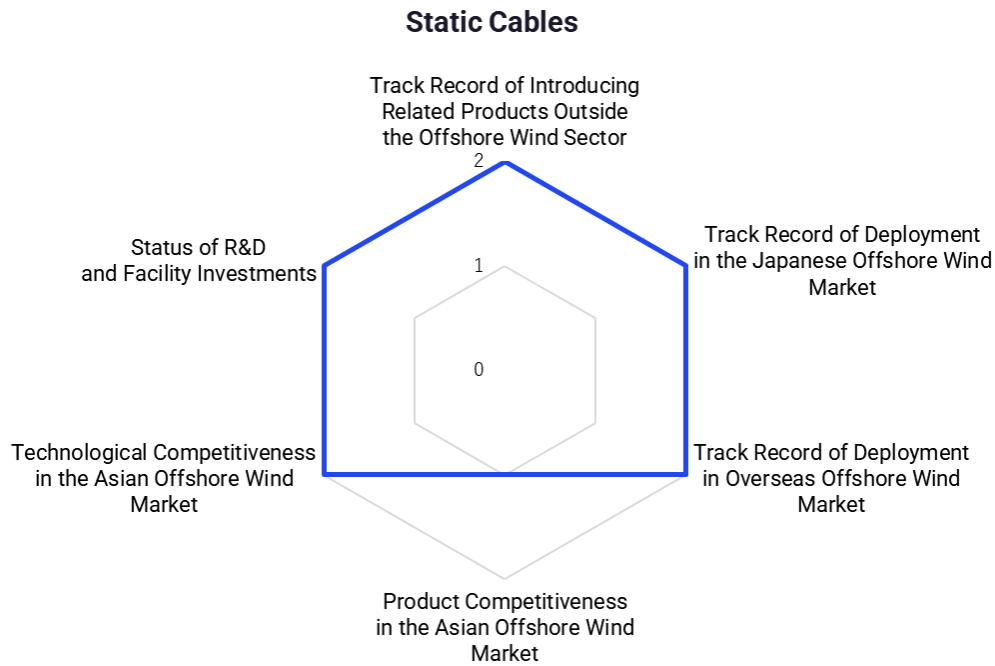 Static Cables
Track Record of Introducing
Related Products Outside
the Offshore Wind Sector
2
Track Record of Deployment
in the Japanese Offshore Wind
Market
Status of R&D
and Facility Investments
1
0
Technological Competitiveness
in the Asian Offshore Wind
Market
Track Record of Deployment
in Overseas Offshore Wind
Market
Product Competitiveness
in the Asian Offshore Wind
Market